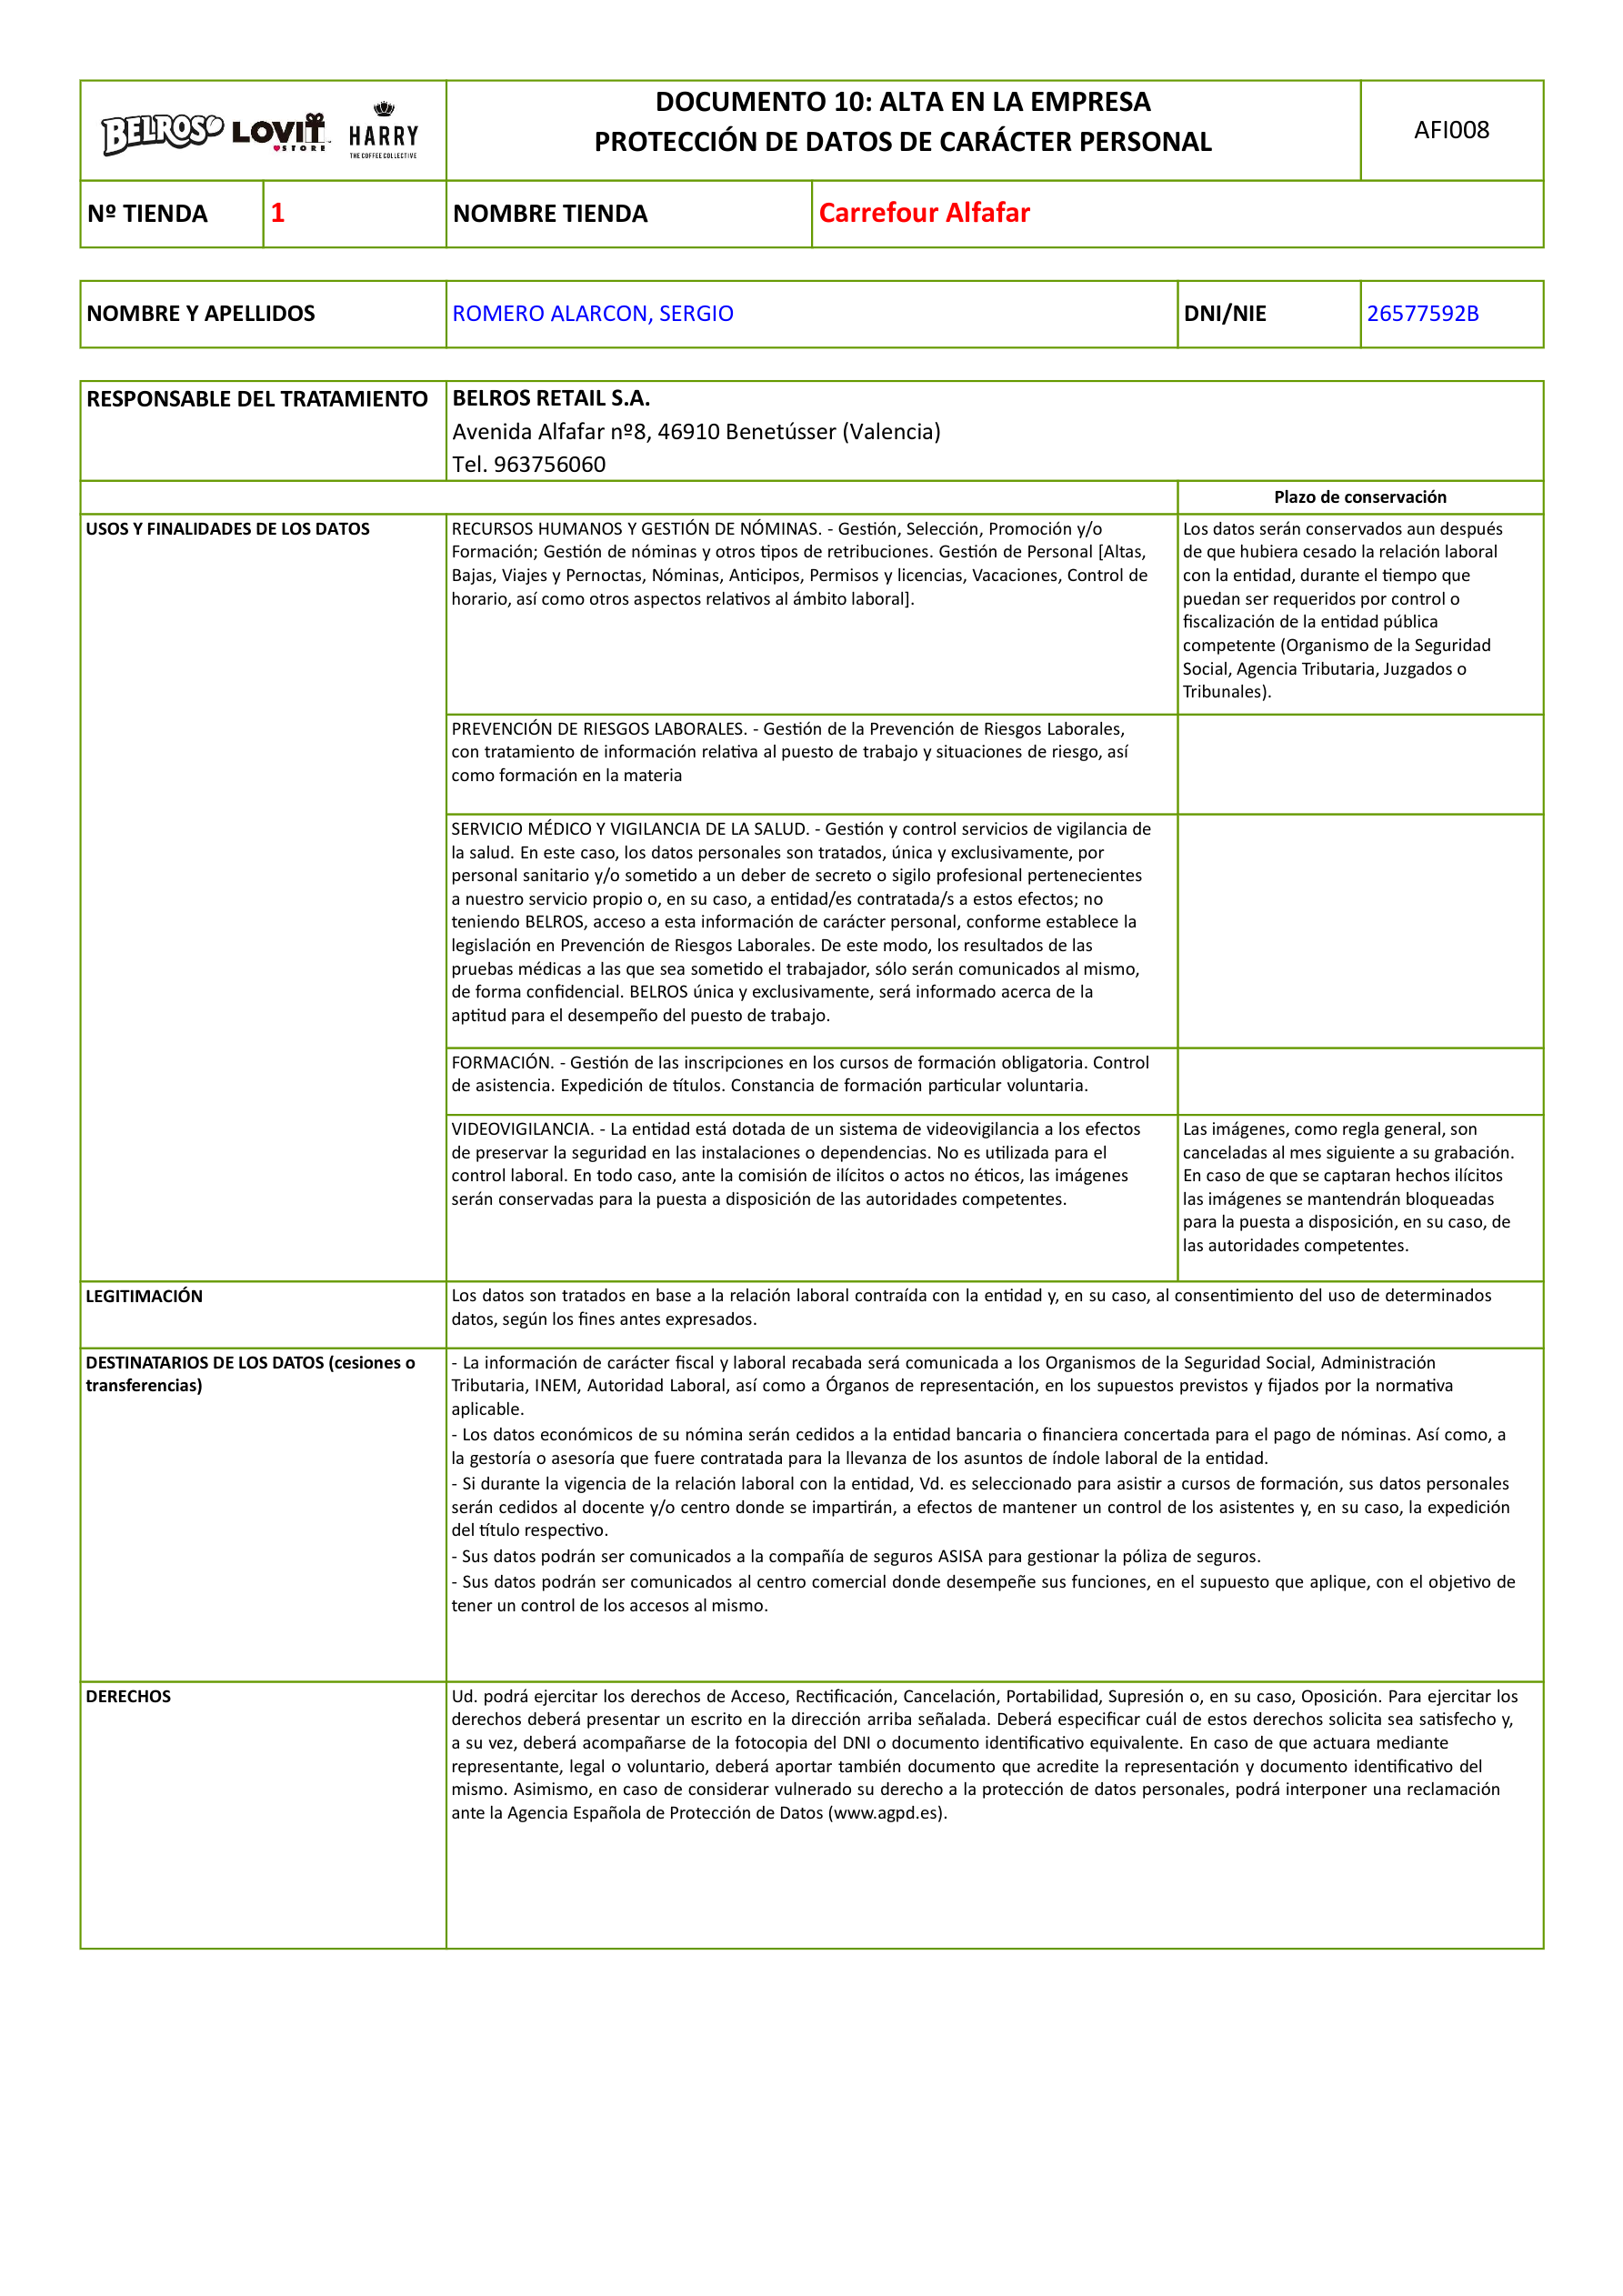 BELROS LOVIT STORE HARRY THE COFFEE COLLECTIVE
DOCUMENTO 10: ALTA EN LA EMPRESA
PROTECCIÓN DE DATOS DE CARÁCTER PERSONAL
AFI008
Nº TIENDA 1 NOMBRE TIENDA Carrefour Alfafar
NOMBRE Y APELLIDOS ROMERO ALARCON, SERGIO DNI/NIE 26577592B
RESPONSABLE DEL TRATAMIENTO
BELROS RETAIL S.A.
Avenida Alfafar nº8, 46910 Benetússer (Valencia)
Tel. 963756060
Plazo de conservación
USOS Y FINALIDADES DE LOS DATOS
RECURSOS HUMANOS Y GESTIÓN DE NÓMINAS. - Gestión, Selección, Promoción y/o
Formación; Gestión de nóminas y otros tipos de retribuciones. Gestión de Personal [Altas,
Bajas, Viajes y Pernoctas, Nóminas, Anticipos, Permisos y licencias, Vacaciones, Control de
horario, así como otros aspectos relativos al ámbito laboral].
Los datos serán conservados aun después
de que hubiera cesado la relación laboral
con la entidad, durante el tiempo que
puedan ser requeridos por control o
fiscalización de la entidad pública
competente (Organismo de la Seguridad
Social, Agencia Tributaria, Juzgados o
Tribunales).
PREVENCIÓN DE RIESGOS LABORALES. - Gestión de la Prevención de Riesgos Laborales,
con tratamiento de información relativa al puesto de trabajo y situaciones de riesgo, así
como formación en la materia
SERVICIO MÉDICO Y VIGILANCIA DE LA SALUD. - Gestión y control servicios de vigilancia de
la salud. En este caso, los datos personales son tratados, única y exclusivamente, por
personal sanitario y/o sometido a un deber de secreto o sigilo profesional pertenecientes
a nuestro servicio propio o, en su caso, a entidad/es contratada/s a estos efectos; no
teniendo BELROS, acceso a esta información de carácter personal, conforme establece la
legislación en Prevención de Riesgos Laborales. De este modo, los resultados de las
pruebas médicas a las que sea sometido el trabajador, sólo serán comunicados al mismo,
de forma confidencial. BELROS única y exclusivamente, será informado acerca de la
aptitud para el desempeño del puesto de trabajo.
FORMACIÓN. - Gestión de las inscripciones en los cursos de formación obligatoria. Control
de asistencia. Expedición de títulos. Constancia de formación particular voluntaria.
VIDEOVIGILANCIA. - La entidad está dotada de un sistema de videovigilancia a los efectos
de preservar la seguridad en las instalaciones o dependencias. No es utilizada para el
control laboral. En todo caso, ante la comisión de ilícitos o actos no éticos, las imágenes
serán conservadas para la puesta a disposición de las autoridades competentes.
Las imágenes, como regla general, son
canceladas al mes siguiente a su grabación.
En caso de que se captaran hechos ilícitos
las imágenes se mantendrán bloqueadas
para la puesta a disposición, en su caso, de
las autoridades competentes.
LEGITIMACIÓN
Los datos son tratados en base a la relación laboral contraída con la entidad y, en su caso, al consentimiento del uso de determinados
datos, según los fines antes expresados.
DESTINATARIOS DE LOS DATOS (cesiones o
transferencias)
- La información de carácter fiscal y laboral recabada será comunicada a los Organismos de la Seguridad Social, Administración
Tributaria, INEM, Autoridad Laboral, así como a Órganos de representación, en los supuestos previstos y fijados por la normativa
aplicable.
- Los datos económicos de su nómina serán cedidos a la entidad bancaria o financiera concertada para el pago de nóminas. Así como, a
la gestoría o asesoría que fuere contratada para la llevanza de los asuntos de índole laboral de la entidad.
- Si durante la vigencia de la relación laboral con la entidad, Vd. es seleccionado para asistir a cursos de formación, sus datos personales
serán cedidos al docente y/o centro donde se impartirán, a efectos de mantener un control de los asistentes y, en su caso, la expedición
del título respectivo.
- Sus datos podrán ser comunicados a la compañía de seguros ASISA para gestionar la póliza de seguros.
- Sus datos podrán ser comunicados al centro comercial donde desempeñe sus funciones, en el supuesto que aplique, con el objetivo de
tener un control de los accesos al mismo.
DERECHOS
Ud. podrá ejercitar los derechos de Acceso, Rectificación, Cancelación, Portabilidad, Supresión o, en su caso, Oposición. Para ejercitar los
derechos deberá presentar un escrito en la dirección arriba señalada. Deberá especificar cuál de estos derechos solicita sea satisfecho y,
a su vez, deberá acompañarse de la fotocopia del DNI o documento identificativo equivalente. En caso de que actuara mediante
representante, legal o voluntario, deberá aportar también documento que acredite la representación y documento identificativo del
mismo. Asimismo, en caso de considerar vulnerado su derecho a la protección de datos personales, podrá interponer una reclamación
ante la Agencia Española de Protección de Datos (www.agpd.es).